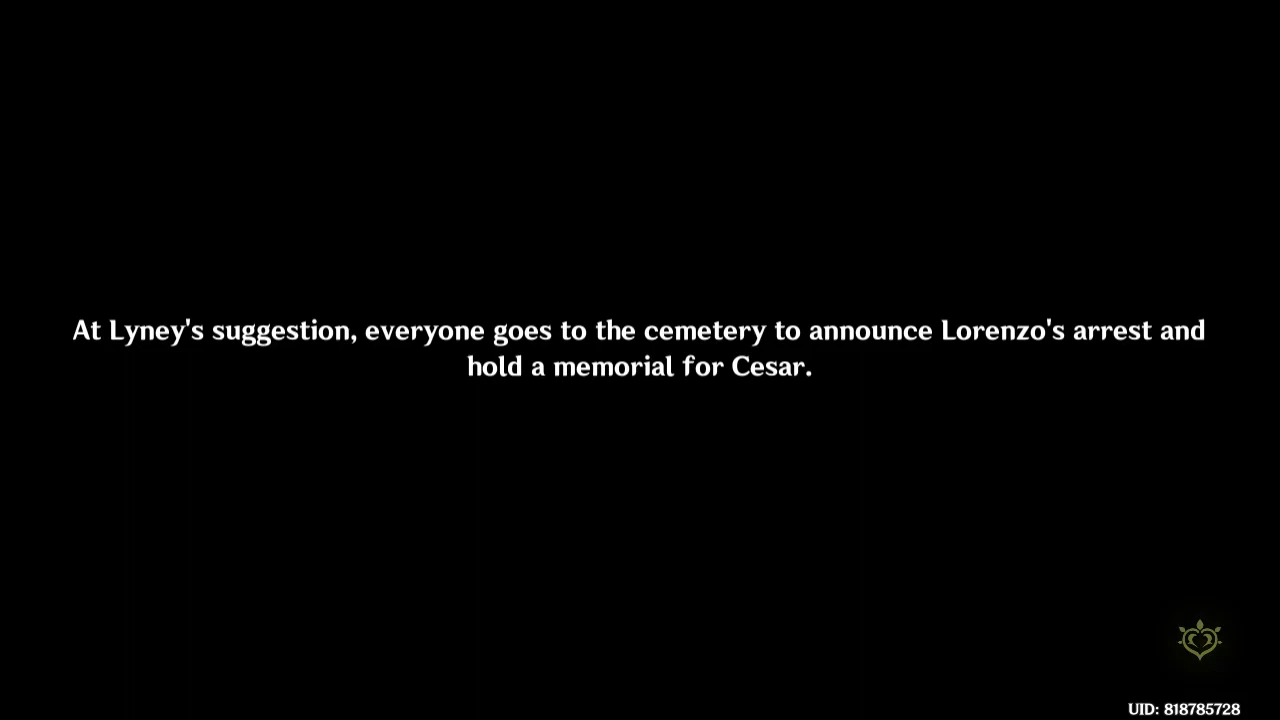 At Lyney's suggestion, everyone goes to the cemetery to announce Lorenzo's arrest and
hold a memorial for Cesar.
UID: 818785728